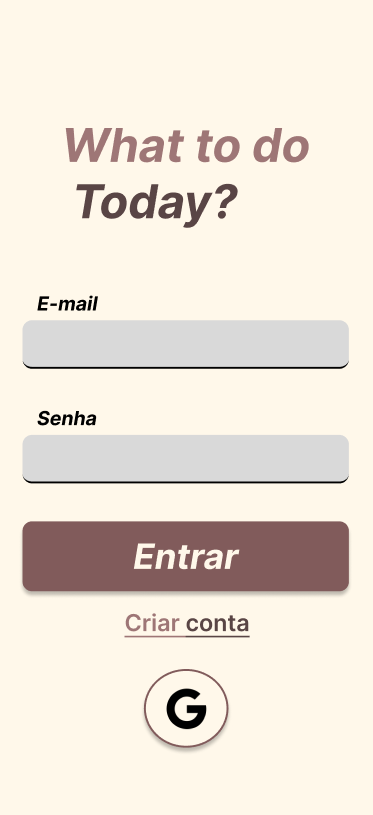 What to do
Today?
E-mail
Senha
Entrar
Criar conta
G